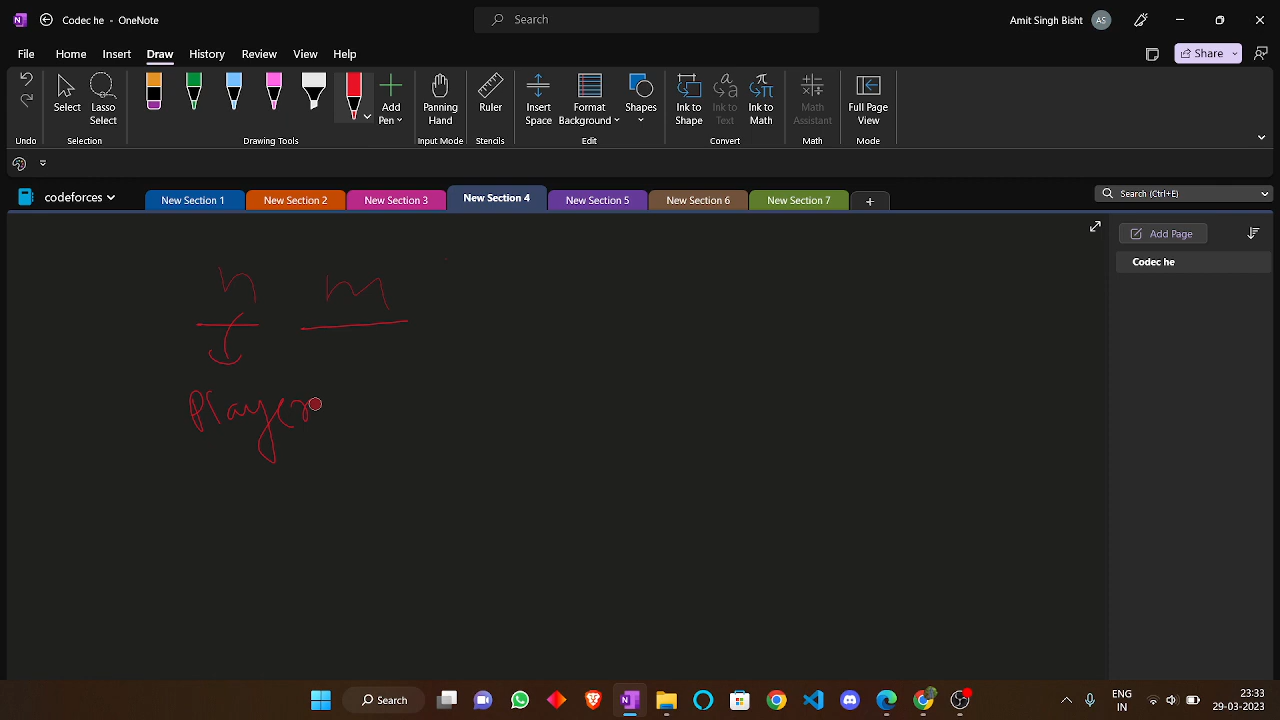 Codec he - OneNote
Search
Amit Singh Bisht
AS
File Home Insert Draw History Review View Help
Share
Undo
Select
Lasso Select
Selection
Drawing Tools
Add Pen
Panning Hand
Input Mode
Ruler
Stencils
Insert Space
Format Background
Shapes
Edit
Ink to Shape
Ink to Text
Ink to Math
Convert
Math Assistant
Math
Full Page View
Mode
codeforces
New Section 1 New Section 2 New Section 3 New Section 4 New Section 5 New Section 6 New Section 7
Search (Ctrl+E)
Add Page
Codec he
n m
Player
Search
ENG
IN
23:33
29-03-2023